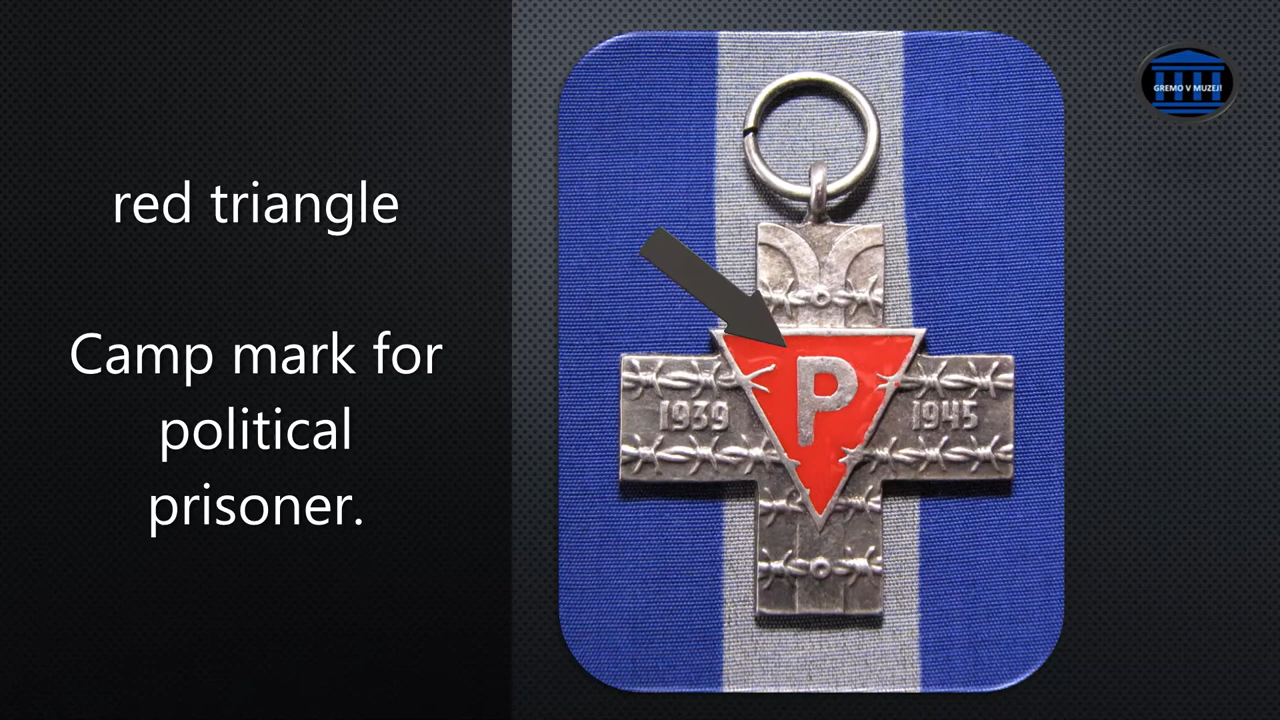 red triangle
Camp mark for
political
prisoner.
GREMO V MUZEJ!
P
1939
1945